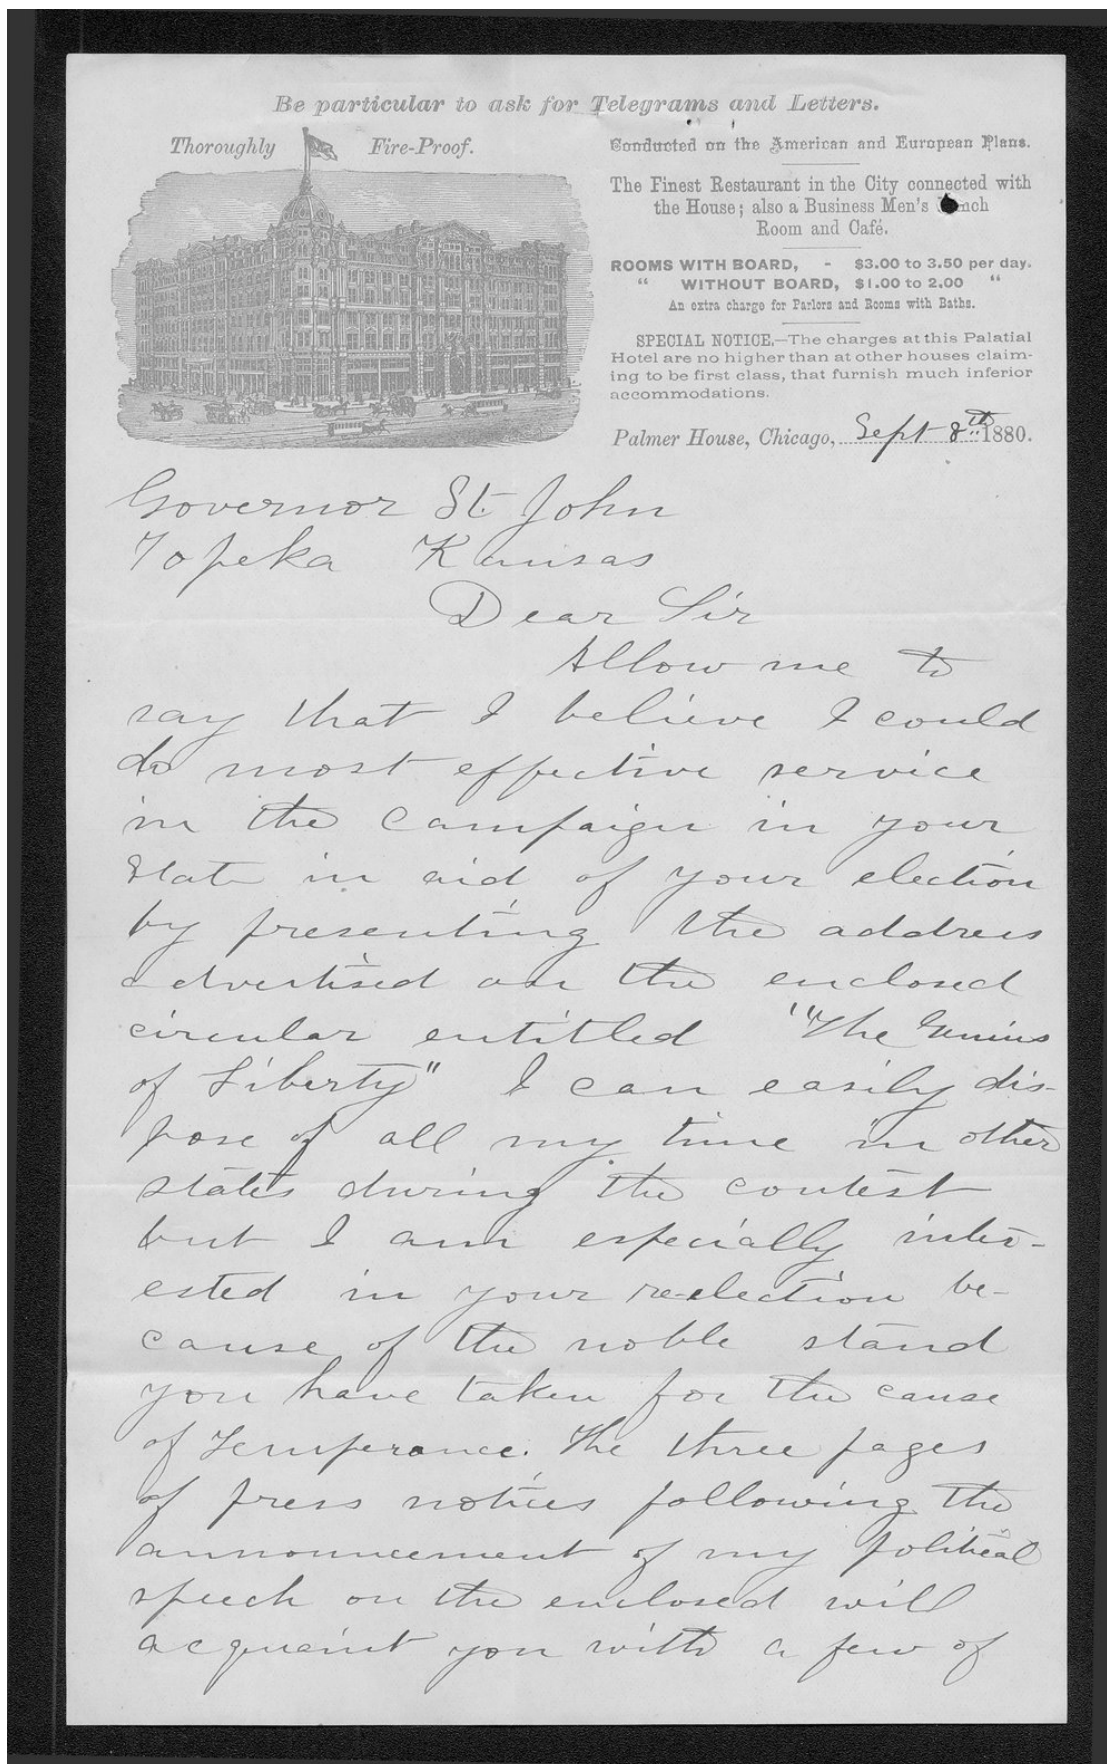 Be particular to ask for Telegrams and Letters.
Thoroughly Fire-Proof.
Conducted on the American and European Plans.
The Finest Restaurant in the City connected with
the House; also a Business Men's
Room and Café.
ROOMS WITH BOARD, - $3.00 to 3.50 per day.
" WITHOUT BOARD, $1.00 to 2.00 "
An extra charge for Parlors and Rooms with Baths.
SPECIAL NOTICE.—The charges at this Palatial
Hotel are no higher than at other houses claim-
ing to be first class, that furnish much inferior
accommodations.
Palmer House, Chicago, Sept 8th 1880.
Governor St. John
Topeka Kansas
Dear Sir
Allow me to
say that I believe I could
do most effective service
in the campaign in your
State in aid of your election
by presenting the address
advertised on the enclosed
circular entitled "The Genius
of Liberty" I can easily dis-
pose of all my time in other
states during the contest
but I am especially inter-
ested in your re-election be-
cause of the noble stand
you have taken for the cause
of Temperance. The three pages
of press notices following the
announcement of my political
speech on the enclosed will
acquaint you with a few of